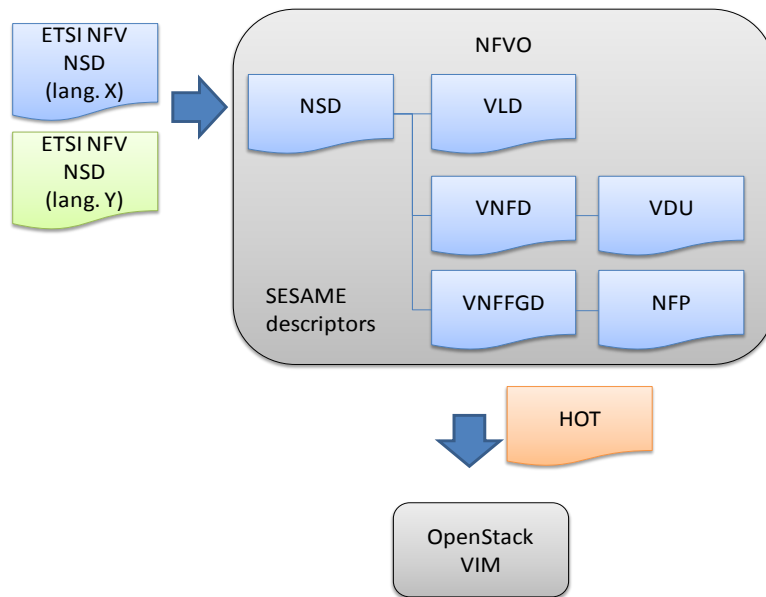 ETSI NFV
NSD
(lang. X)
ETSI NFV
NSD
(lang. Y)
NFVO
NSD
VLD
VNFD
VDU
VNFFGD
NFP
SESAME
descriptors
HOT
OpenStack
VIM